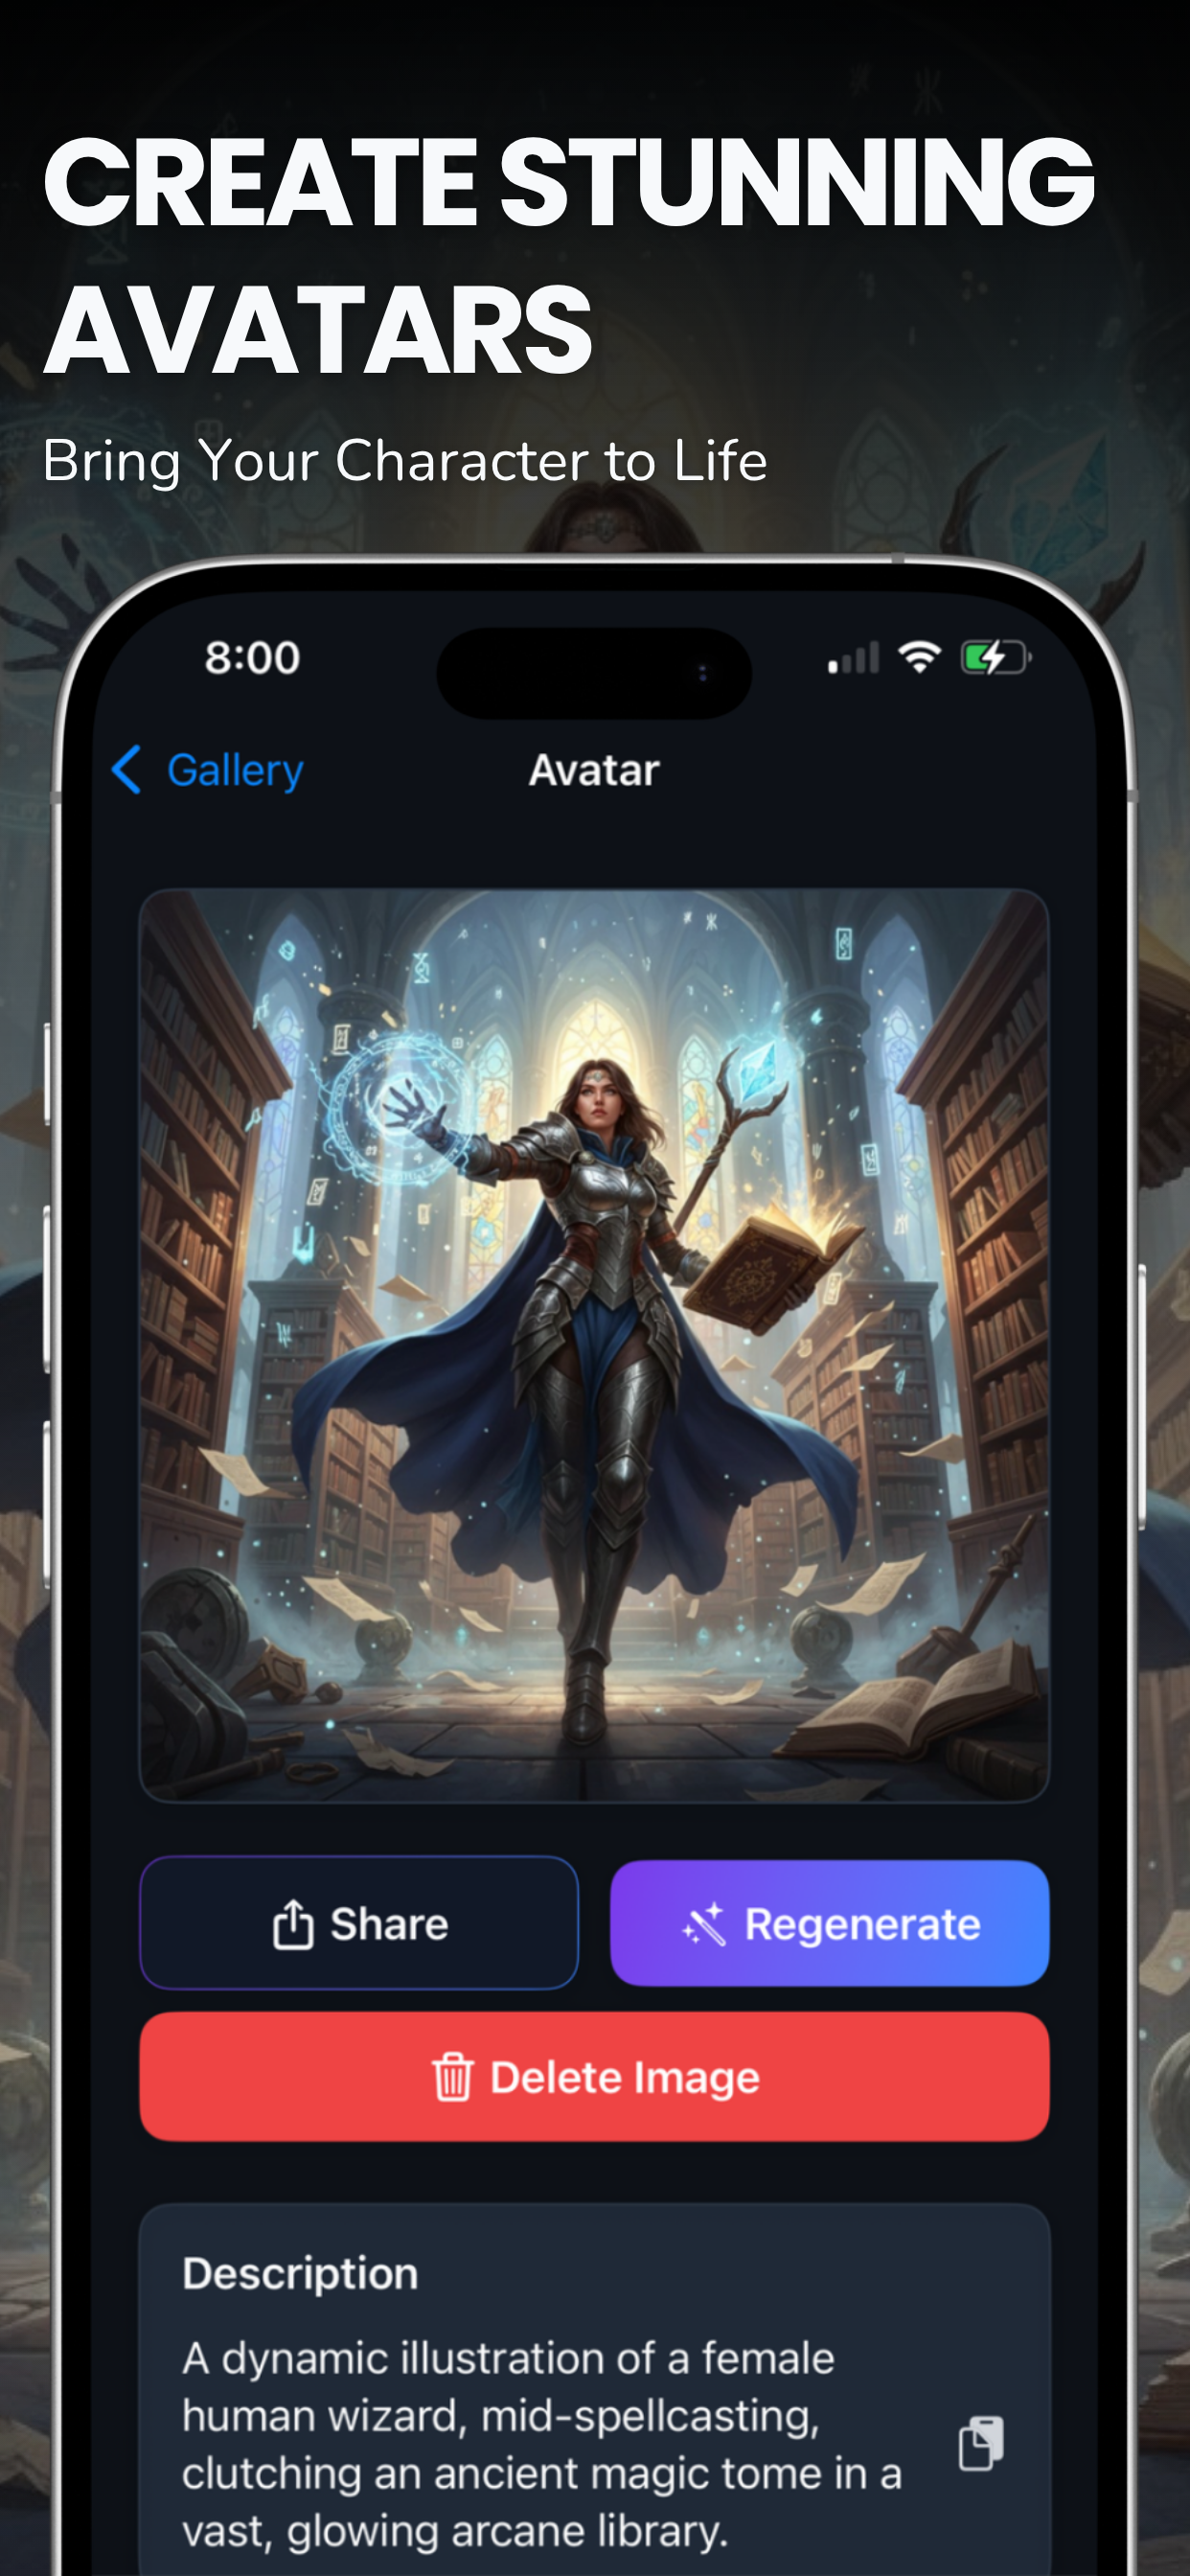 CREATE STUNNING
AVATARS
Bring Your Character to Life
8:00
Gallery
Avatar
Share
Regenerate
Delete Image
Description
A dynamic illustration of a female
human wizard, mid-spellcasting,
clutching an ancient magic tome in a
vast, glowing arcane library.